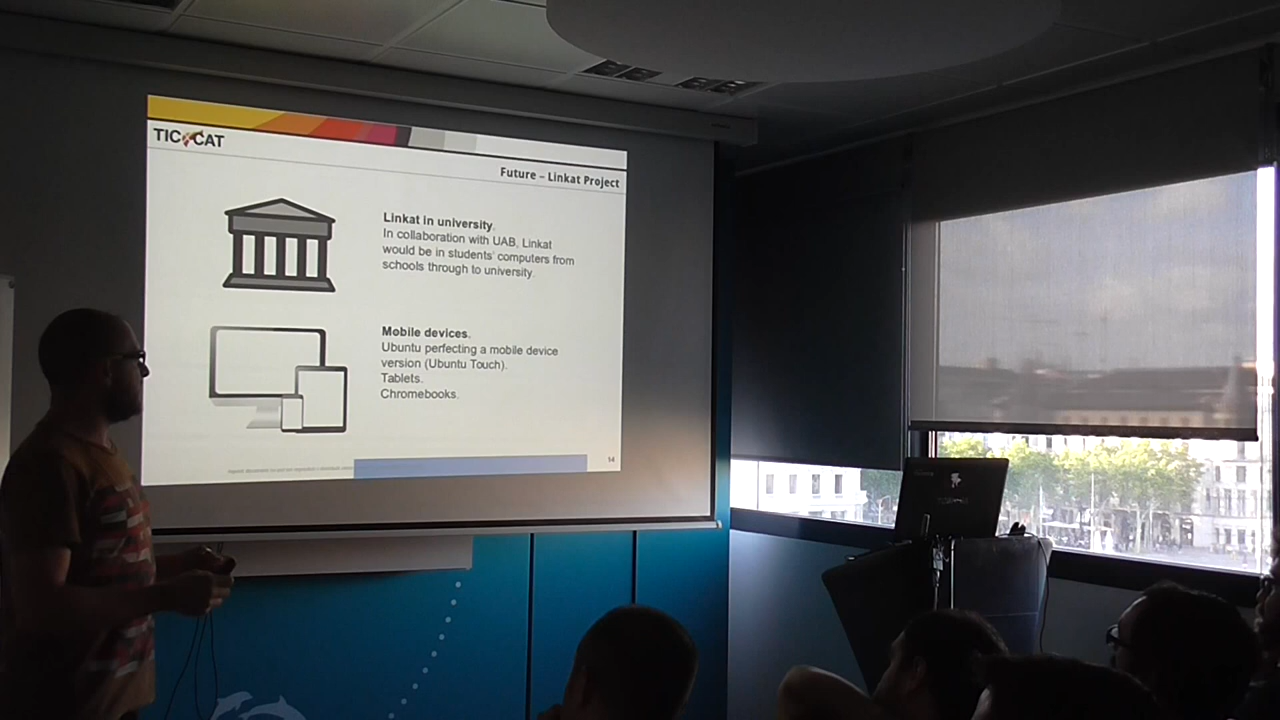 TIC CAT
Future – Linkat Project
Linkat in university.
In collaboration with UAB, Linkat
would be in students' computers from
schools through to university.
Mobile devices.
Ubuntu perfecting a mobile device
version (Ubuntu Touch).
Tablets.
Chromebooks.
14